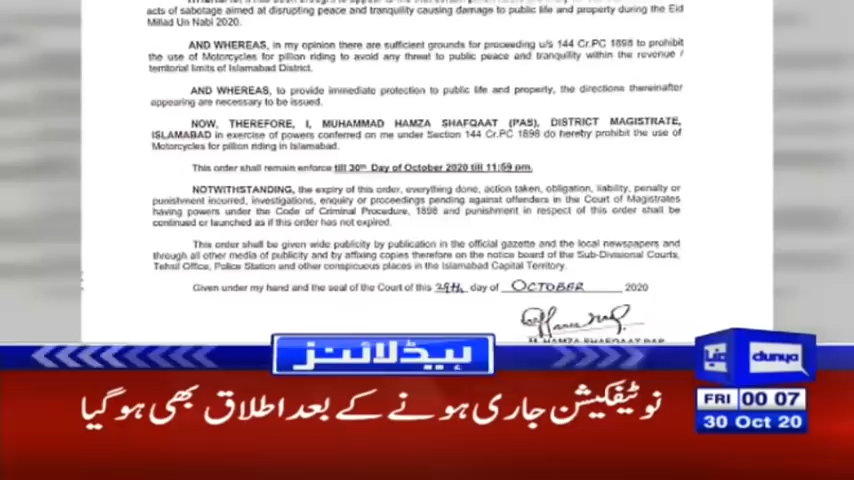 acts of sabotage aimed at disrupting peace and tranquility causing damage to public life and property during the Eid
Millad Un Nabi 2020.
AND WHEREAS, in my opinion there are sufficient grounds for proceeding u/s 144 Cr.PC 1898 to prohibit
the use of Motorcycles for pillion riding to avoid any threat to public peace and tranquility within the revenue /
territorial limits of Islamabad District.
AND WHEREAS, to provide immediate protection to public life and property, the directions thereinafter
appearing are necessary to be issued.
NOW, THEREFORE, I, MUHAMMAD HAMZA SHAFQAAT (PAS), DISTRICT MAGISTRATE,
ISLAMABAD in exercise of powers conferred on me under Section 144 Cr.PC 1898 do hereby prohibit the use of
Motorcycles for pillion riding in Islamabad.
This order shall remain enforce till 30th Day of October 2020 till 11:59 pm.
NOTWITHSTANDING, the expiry of this order, everything done, action taken, obligation, liability, penalty or
punishment incurred, investigations, enquiry or proceedings pending against offenders in the Court of Magistrates
having powers under the Code of Criminal Procedure, 1898 and punishment in respect of this order shall be
continued or launched as if this order has not expired.
This order shall be given wide publicity by publication in the official gazette and the local newspapers and
through all other media of publicity and by affixing copies thereon on the notice board of the Sub-Divisional Courts,
Tehsil Office, Police Station and other conspicuous places in the Islamabad Capital Territory.
Given under my hand and the seal of the Court of this 29th day of OCTOBER 2020
M. HAMZA SHAFQAAT PAS
ہیڈلائنز
دنیا dunya
نوٹیفکیشن جاری ہونے کے بعد اطلاق بھی ہوگیا
FRI 00 07
30 Oct 20